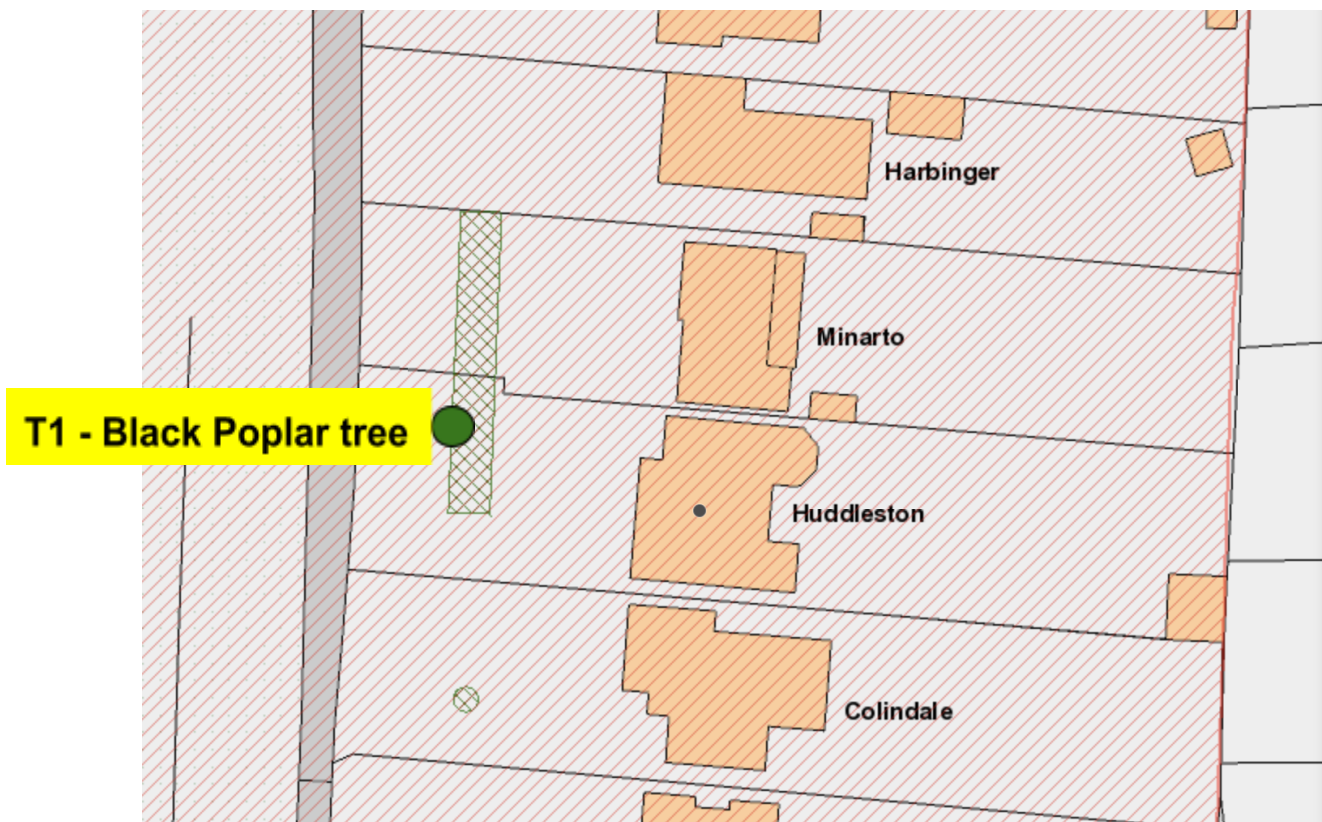 Harbinger
Minarto
T1 - Black Poplar tree
Huddleston
Colindale